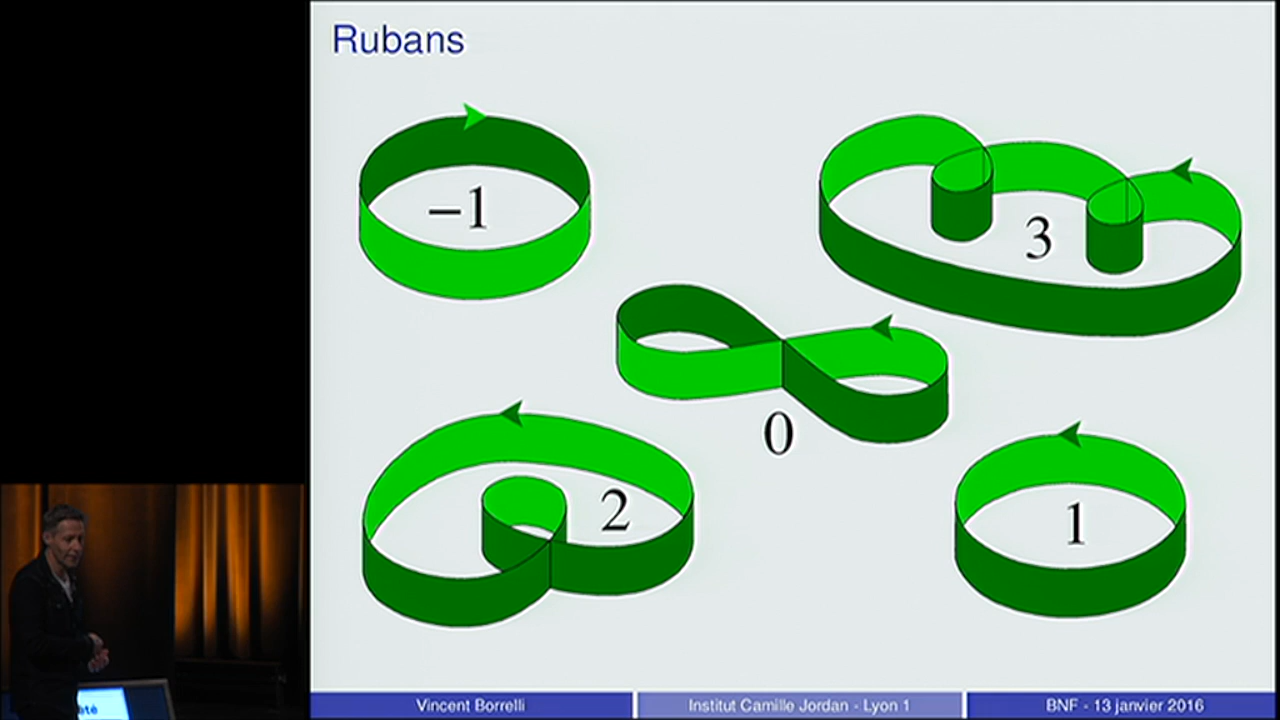 Rubans
−1
3
0
2
1
Vincent Borrelli
Institut Camille Jordan - Lyon 1
BNF - 13 janvier 2016